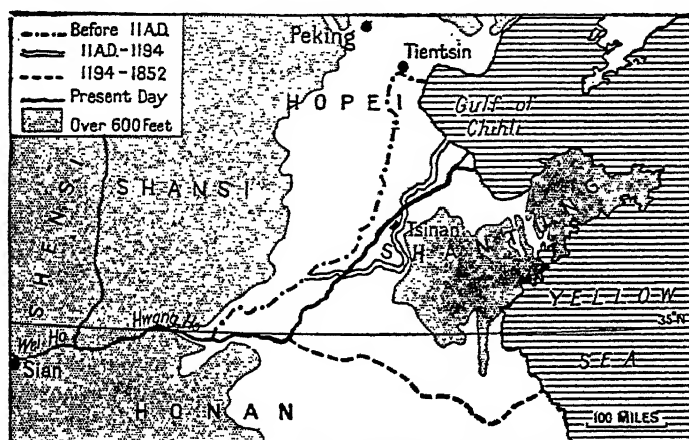 Before 11 A.D.
11 A.D.-1194
1194-1852
Present Day
Over 600 Feet
Peking
Tientsin
HOPEI
Gulf of
Chihli
SHENSI
SHANSI
Tsinan
SHANTUNG
Hwang Ho
Wei Ho
Sian
HONAN
YELLOW
35°N
SEA
100 MILES